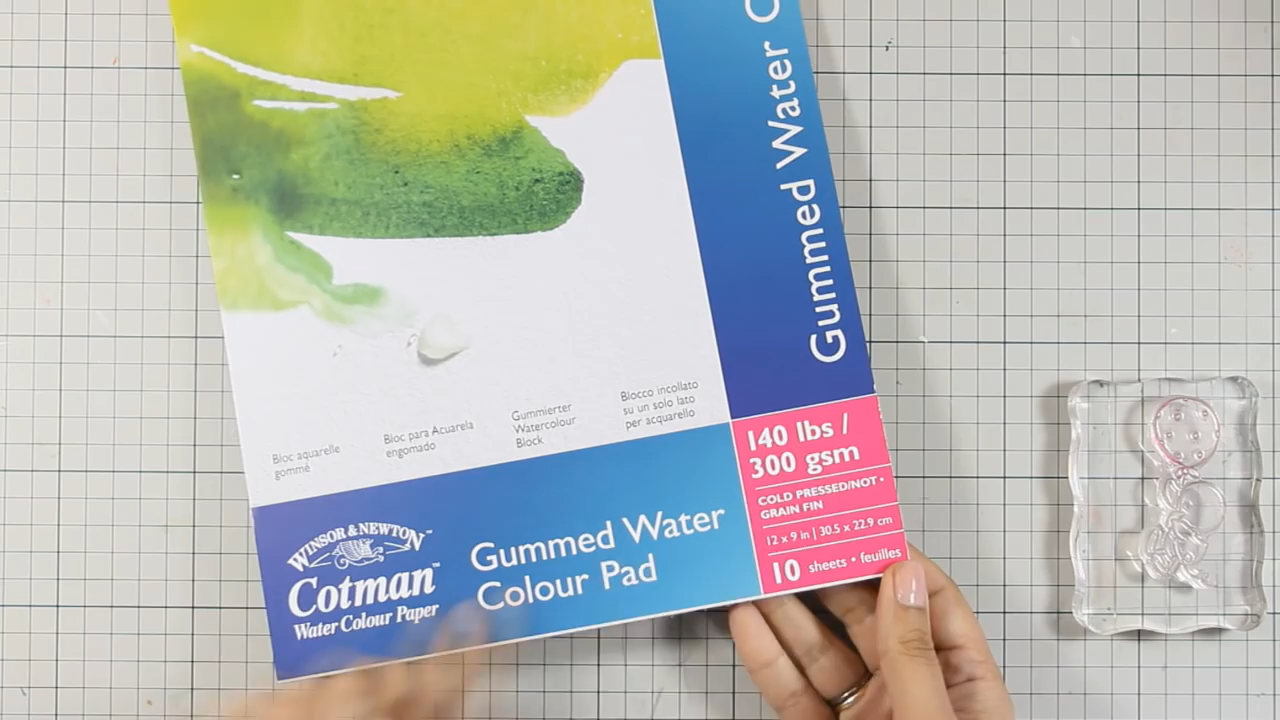 Gummed Water C
Bloc aquarelle
gommé
Bloc para Acuarela
engomado
Gummierter
Watercolour
Block
Blocco incollato
su un solo lato
per acquarello
140 lbs /
300 gsm
COLD PRESSED/NOT •
GRAIN FIN
12 x 9 in | 30.5 x 22.9 cm
10 sheets • feuilles
WINSOR & NEWTON™
Cotman™
Water Colour Paper
Gummed Water
Colour Pad